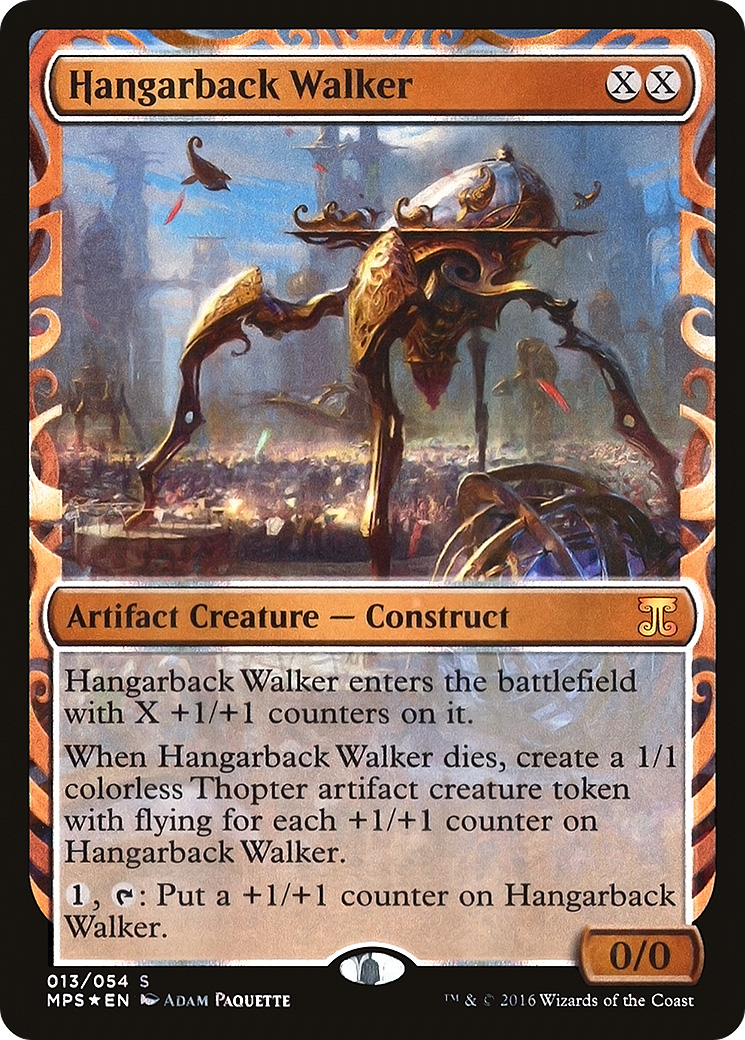 Hangarback Walker XX
Artifact Creature — Construct
Hangarback Walker enters the battlefield
with X +1/+1 counters on it.
When Hangarback Walker dies, create a 1/1
colorless Thopter artifact creature token
with flying for each +1/+1 counter on
Hangarback Walker.
1, : Put a +1/+1 counter on Hangarback
Walker.
0/0
013/054 S
MPS★EN Adam Paquette ™ & © 2016 Wizards of the Coast